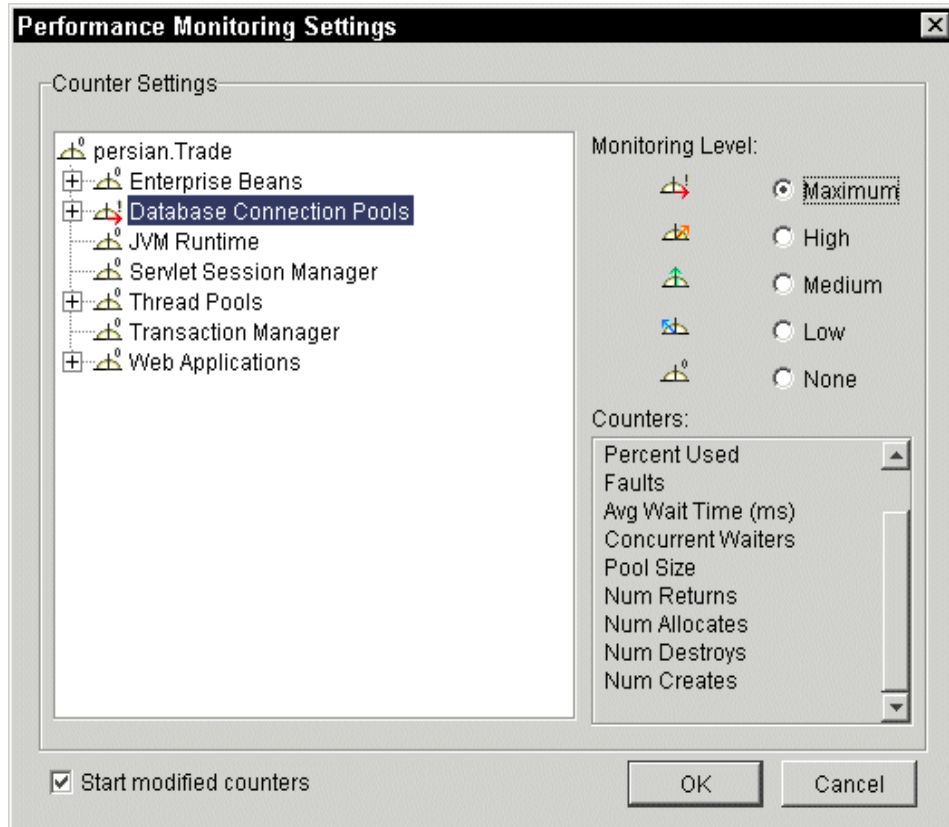 Performance Monitoring Settings
Counter Settings
persian.Trade
Enterprise Beans
Database Connection Pools
JVM Runtime
Servlet Session Manager
Thread Pools
Transaction Manager
Web Applications
Monitoring Level:
Maximum
High
Medium
Low
None
Counters:
Percent Used
Faults
Avg Wait Time (ms)
Concurrent Waiters
Pool Size
Num Returns
Num Allocates
Num Destroys
Num Creates
Start modified counters
OK
Cancel